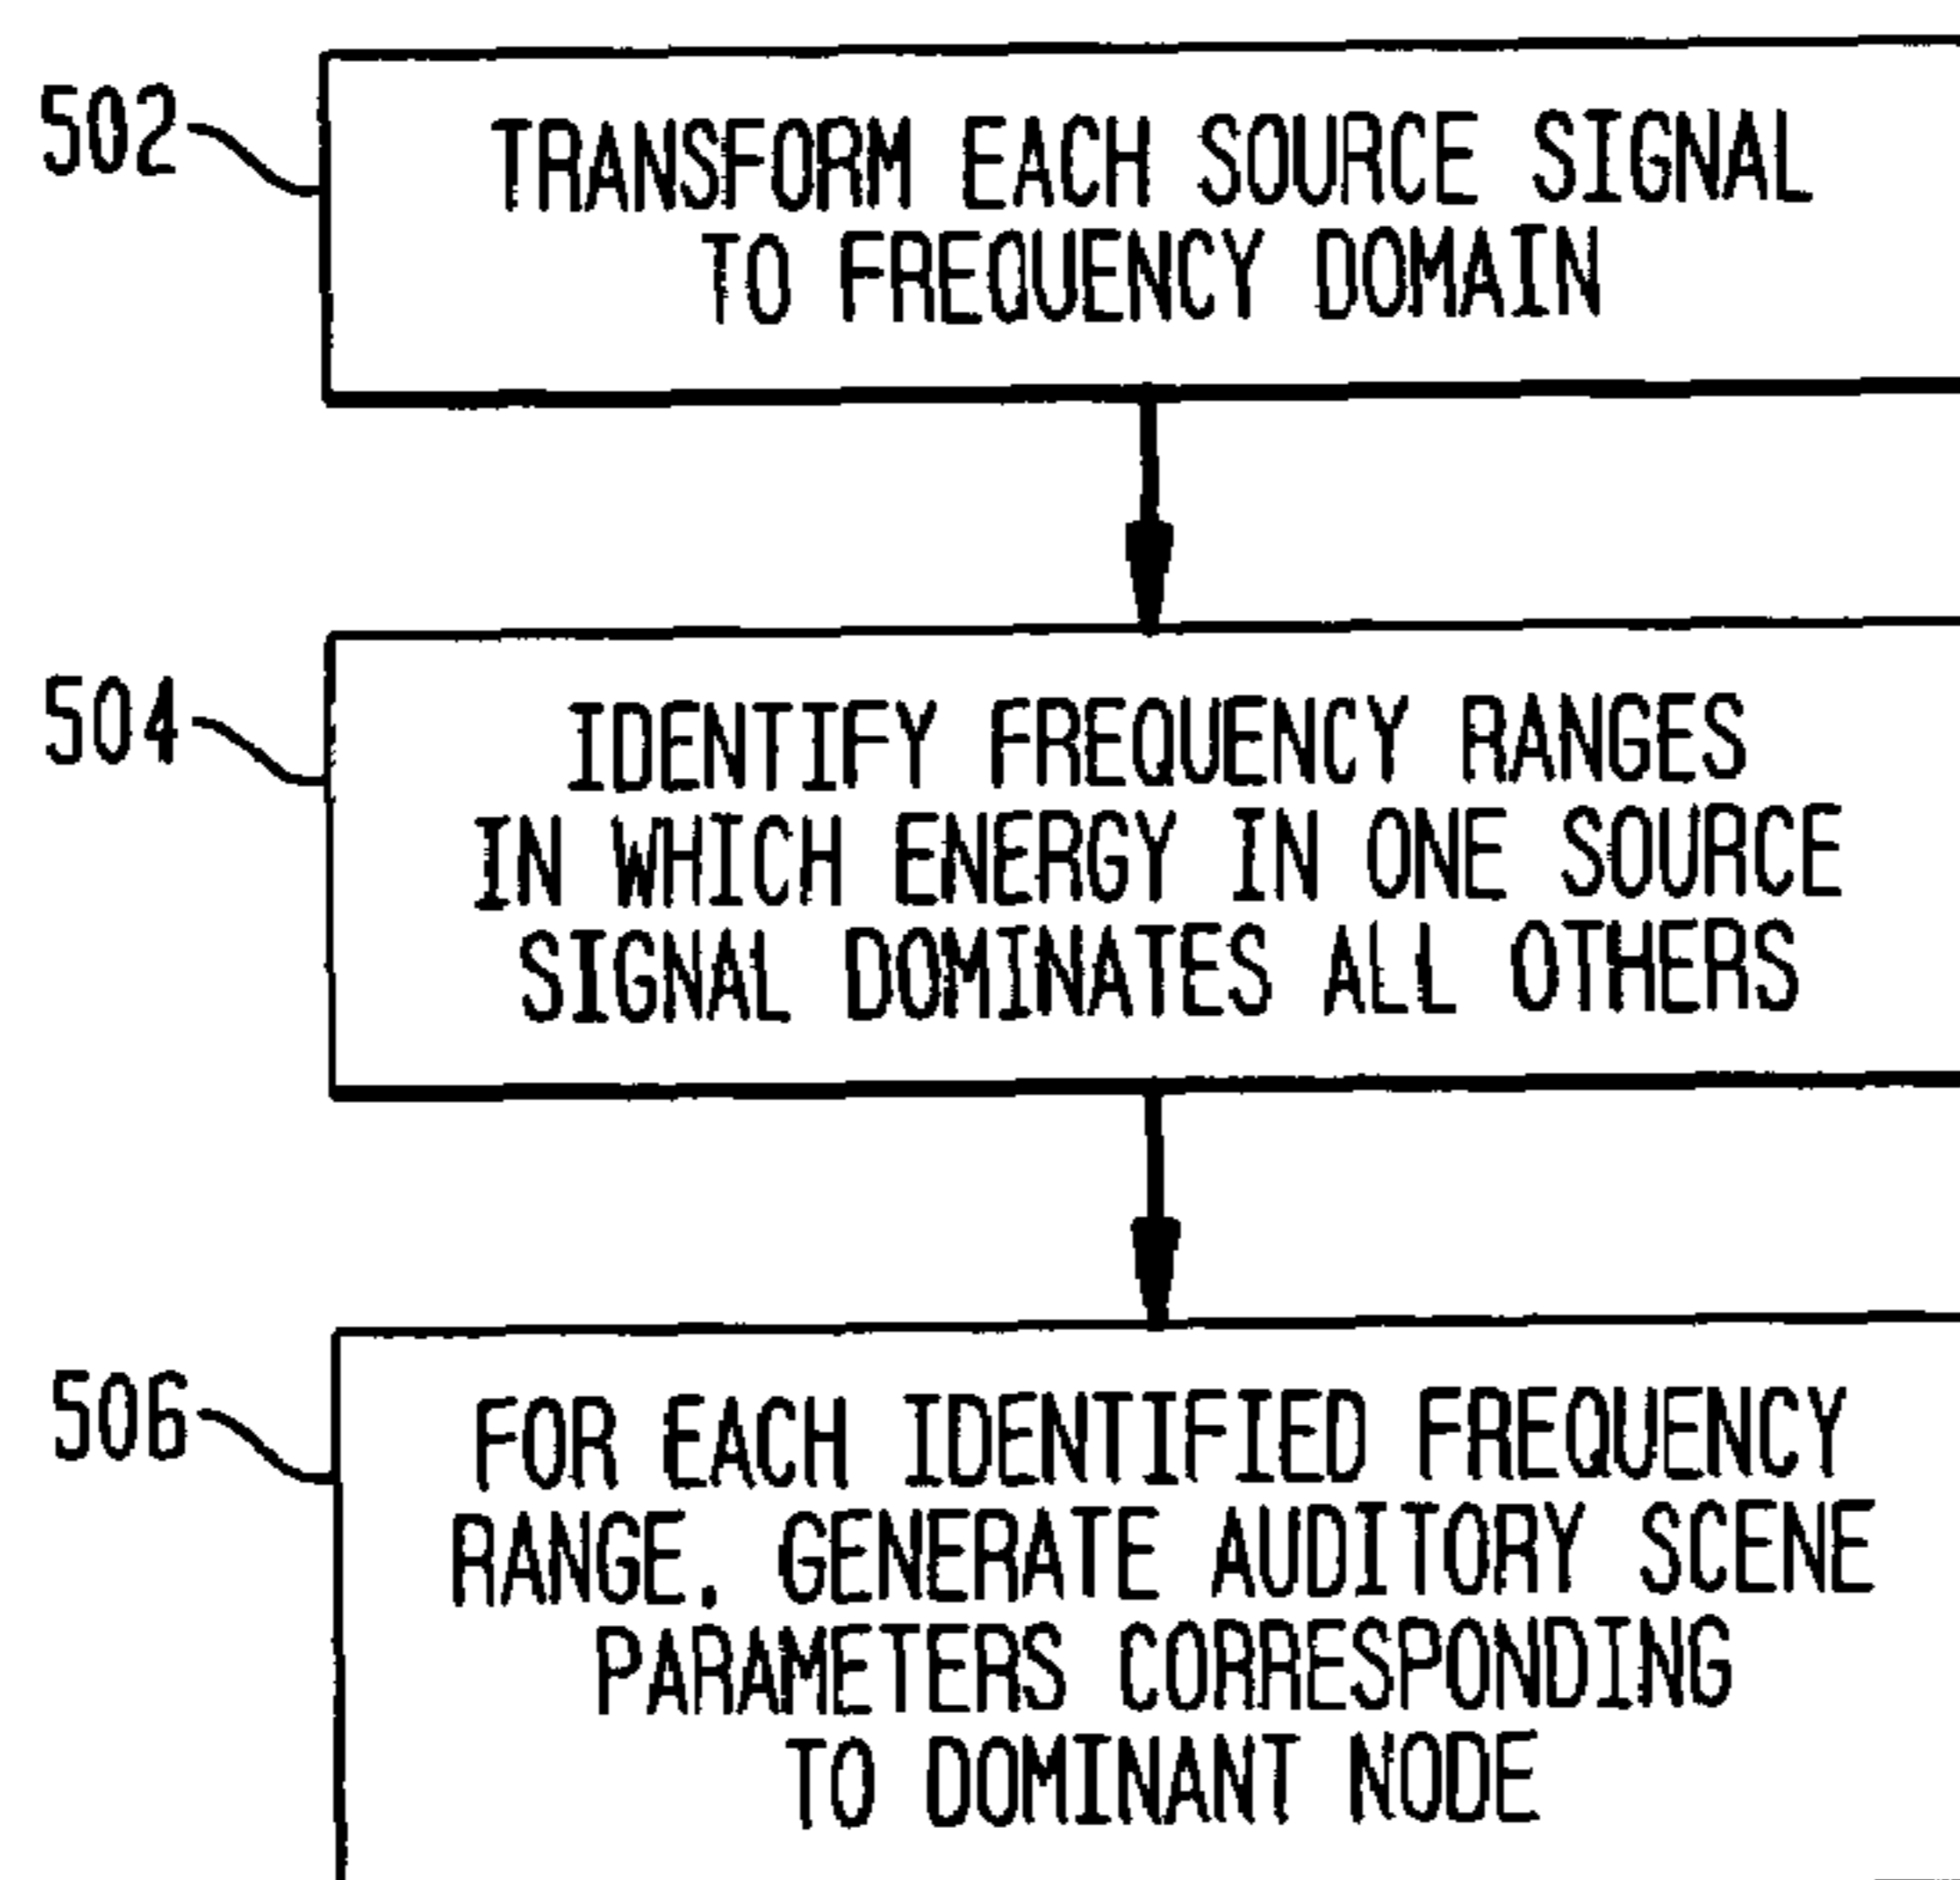 502
TRANSFORM EACH SOURCE SIGNAL
TO FREQUENCY DOMAIN
504
IDENTIFY FREQUENCY RANGES
IN WHICH ENERGY IN ONE SOURCE
SIGNAL DOMINATES ALL OTHERS
506
FOR EACH IDENTIFIED FREQUENCY
RANGE, GENERATE AUDITORY SCENE
PARAMETERS CORRESPONDING
TO DOMINANT NODE